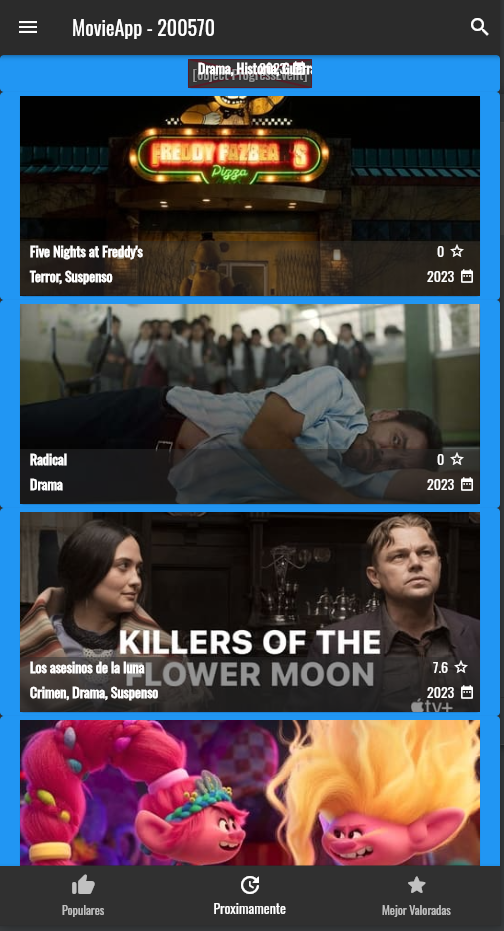 MovieApp - 200570
Drama, Historia, Guerra
2023
[object ProgressEvent]
FREDDY FAZBEAR'S
Pizza
Five Nights at Freddy's 0
Terror, Suspenso 2023
Radical 0
Drama 2023
KILLERS OF THE
FLOWER MOON
Los asesinos de la luna 7.6
Crimen, Drama, Suspenso 2023
tv+
Populares
Proximamente
Mejor Valoradas